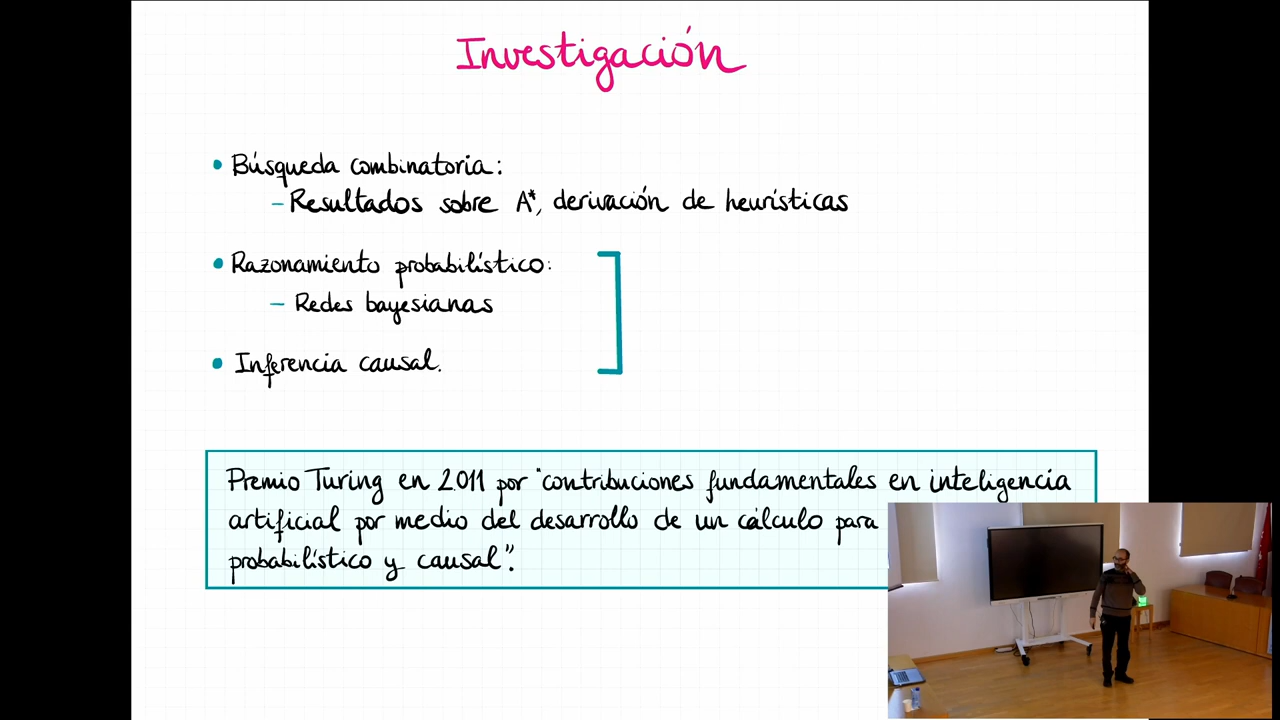 Investigación
• Búsqueda combinatoria:
– Resultados sobre A*, derivación de heurísticas
• Razonamiento probabilístico:
– Redes bayesianas
• Inferencia causal.
Premio Turing en 2011 por "contribuciones fundamentales en inteligencia
artificial por medio del desarrollo de un cálculo para
probabilístico y causal".